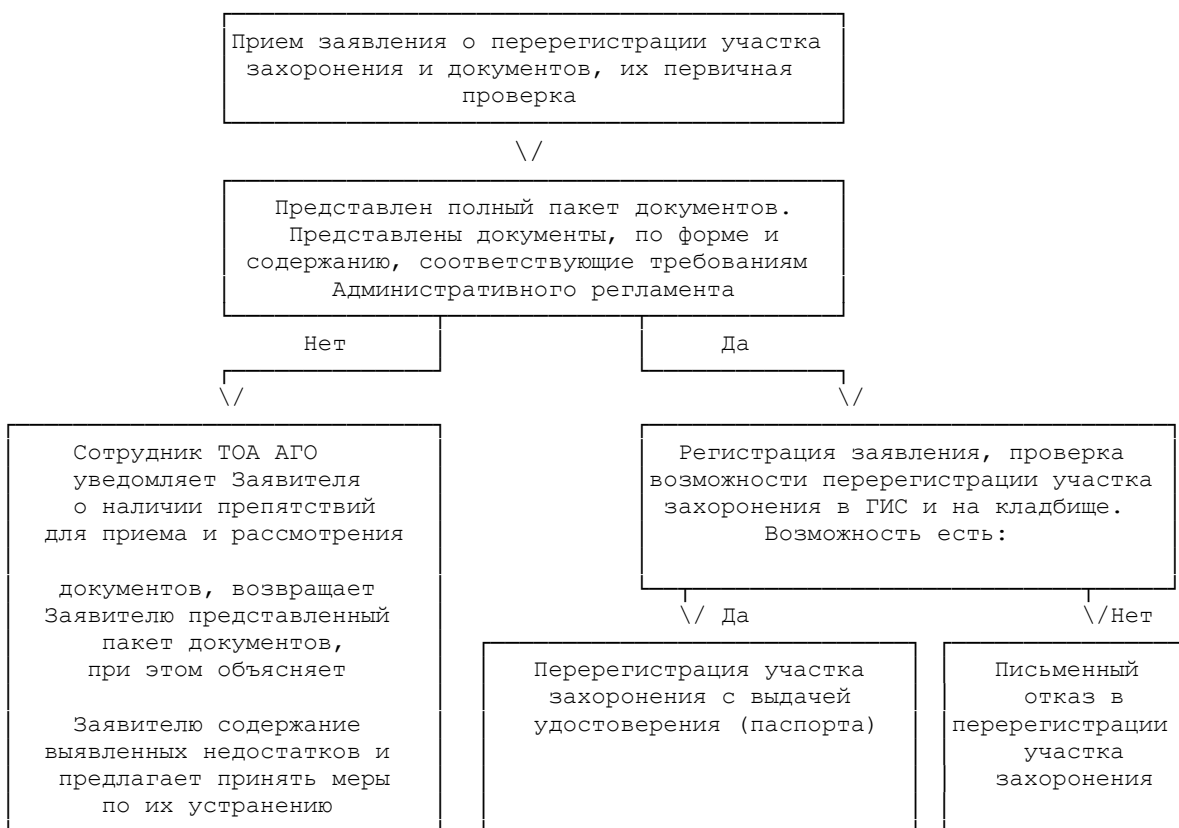 Прием заявления о перерегистрации участка
захоронения и документов, их первичная
проверка
\/
Представлен полный пакет документов.
Представлены документы, по форме и
содержанию, соответствующие требованиям
Административного регламента
Нет
Да
\/
\/
Сотрудник ТОА АГО
уведомляет Заявителя
о наличии препятствий
для приема и рассмотрения
документов, возвращает
Заявителю представленный
пакет документов,
при этом объясняет
Заявителю содержание
выявленных недостатков и
предлагает принять меры
по их устранению
Регистрация заявления, проверка
возможности перерегистрации участка
захоронения в ГИС и на кладбище.
Возможность есть:
\/ Да
\/Нет
Перерегистрация участка
захоронения с выдачей
удостоверения (паспорта)
Письменный
отказ в
перерегистрации
участка
захоронения